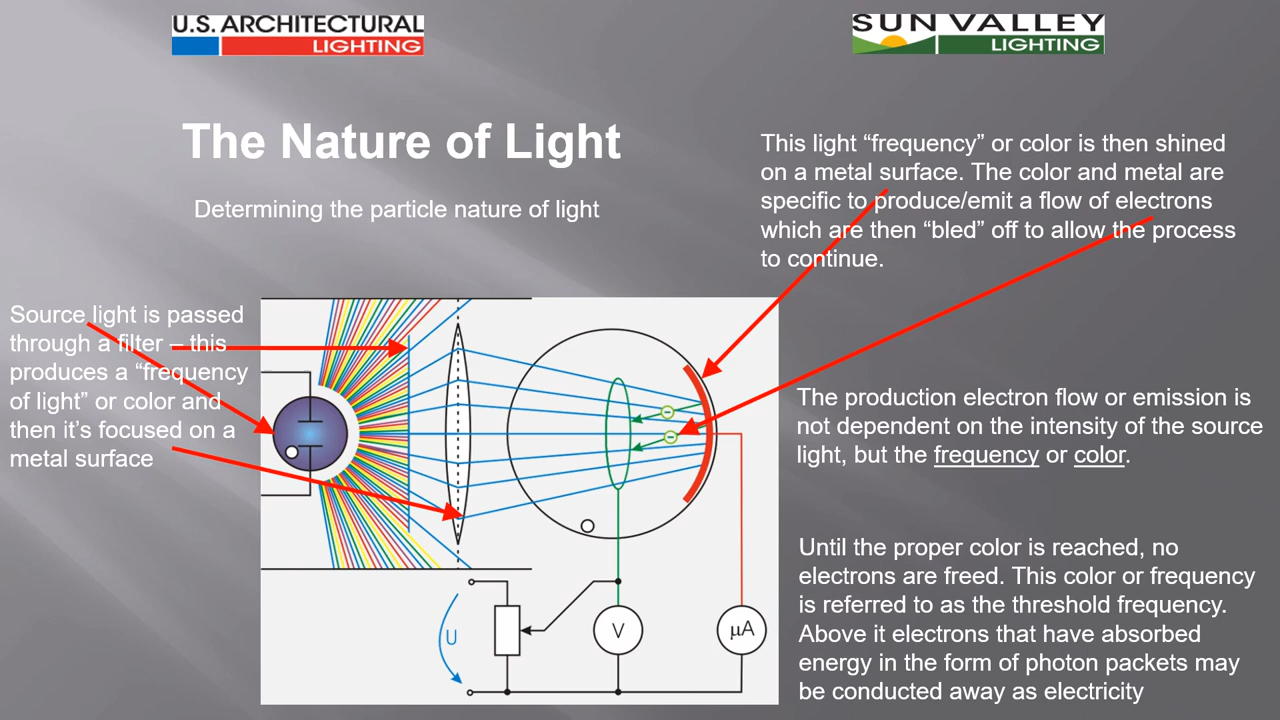 U.S. ARCHITECTURAL
LIGHTING
SUN VALLEY
LIGHTING
The Nature of Light
Determining the particle nature of light
This light “frequency” or color is then shined
on a metal surface. The color and metal are
specific to produce/emit a flow of electrons
which are then “bled” off to allow the process
to continue.
Source light is passed
through a filter – this
produces a “frequency
of light” or color and
then it’s focused on a
metal surface
The production electron flow or emission is
not dependent on the intensity of the source
light, but the frequency or color.
Until the proper color is reached, no
electrons are freed. This color or frequency
is referred to as the threshold frequency.
Above it electrons that have absorbed
energy in the form of photon packets may
be conducted away as electricity
U
V
µA